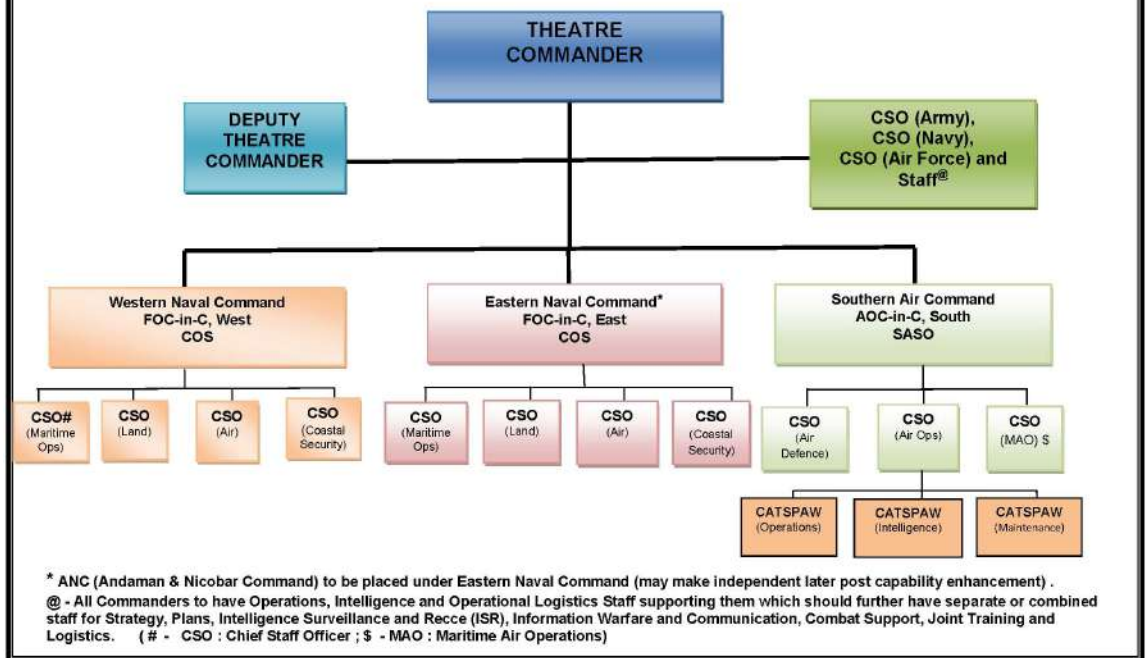 THEATRE
COMMANDER
DEPUTY
THEATRE
COMMANDER
CSO (Army),
CSO (Navy),
CSO (Air Force) and
Staff@
Western Naval Command
FOC-in-C, West
COS
Eastern Naval Command*
FOC-in-C, East
COS
Southern Air Command
AOC-in-C, South
SASO
CSO#
(Maritime
Ops)
CSO
(Land)
CSO
(Air)
CSO
(Coastal
Security)
CSO
(Maritime
Ops)
CSO
(Land)
CSO
(Air)
CSO
(Coastal
Security)
CSO
(Air
Defence)
CSO
(Air Ops)
CSO
(MAO) $
CATSPAW
(Operations)
CATSPAW
(Intelligence)
CATSPAW
(Maintenance)
* ANC (Andaman & Nicobar Command) to be placed under Eastern Naval Command (may make independent later post capability enhancement) .
@ - All Commanders to have Operations, Intelligence and Operational Logistics Staff supporting them which should further have separate or combined
staff for Strategy, Plans, Intelligence Surveillance and Recce (ISR), Information Warfare and Communication, Combat Support, Joint Training and
Logistics. ( # - CSO : Chief Staff Officer ; $ - MAO : Maritime Air Operations)